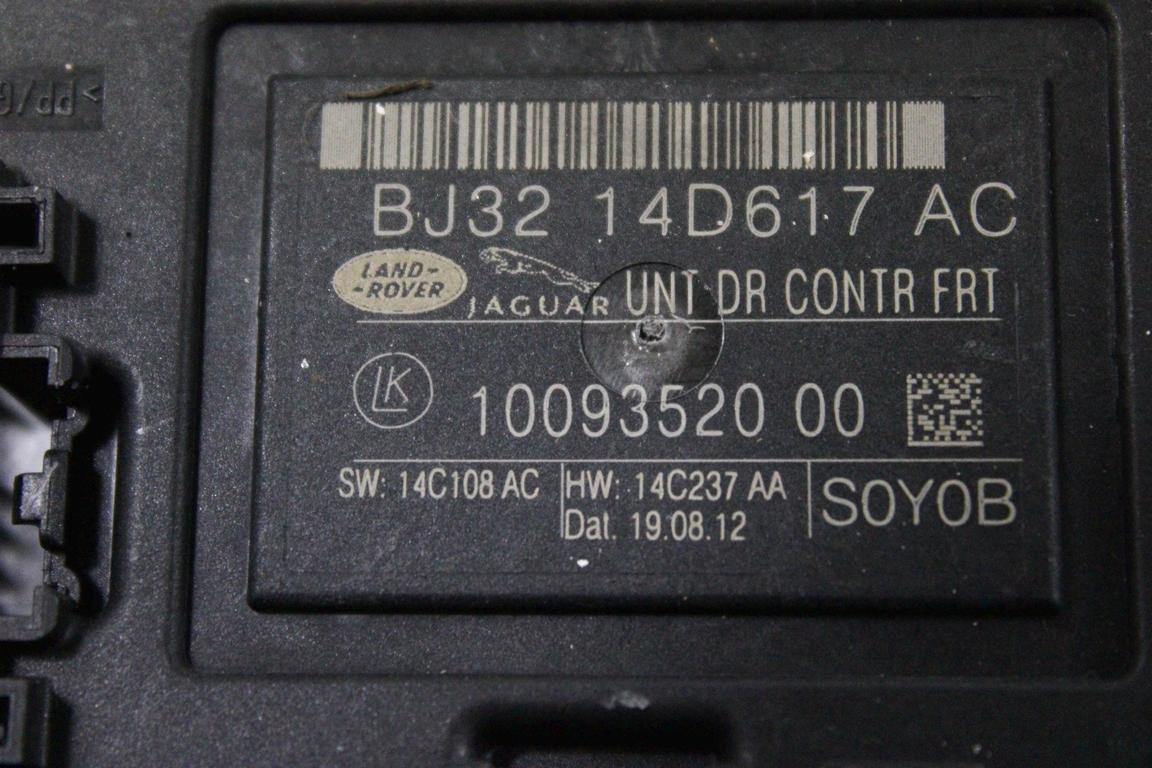 BJ32 14D617 AC
LAND-
-ROVER
JAGUAR
UNT DR CONTR FRT
LK
10093520 00
SW: 14C108 AC
HW: 14C237 AA
Dat. 19.08.12
S0Y0B